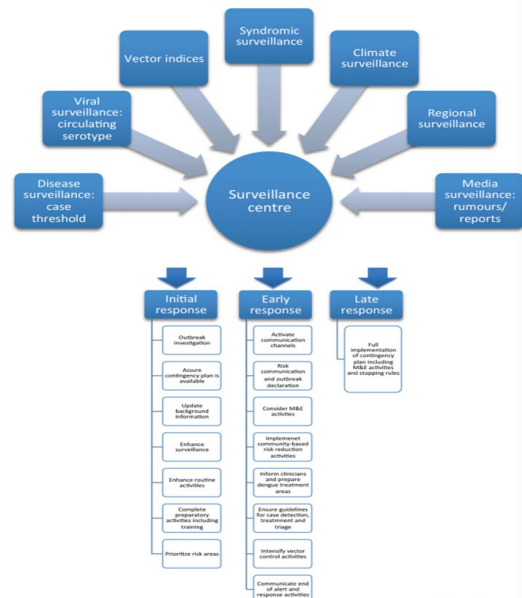 Syndromic
surveillance
Vector indices
Climate
surveillance
Viral
surveillance:
circulating
serotype
Regional
surveillance
Disease
surveillance:
case
threshold
Surveillance
centre
Media
surveillance:
rumours/
reports
Initial
response
Outbreak
investigation
Assure
contingency plan is
available
Update
background
information
Enhance
surveillance
Enhance routine
activities
Complete
preparatory
activities including
training
Prioritize risk areas
Early
response
Activate
communication
channels
Risk
communication
and outbreak
declaration
Consider M&E
activties
Implemenet
community-based
risk reduction
activities
Inform clinicians
and prepare
dengue treatment
areas
Ensure guidelines
for case detection,
treatment and
triage
Intensify vector
control activities
Communicate end
of alert and
response activities
Late
response
Full
implementation
of contingency
plan including
M&E activities
and stopping rules